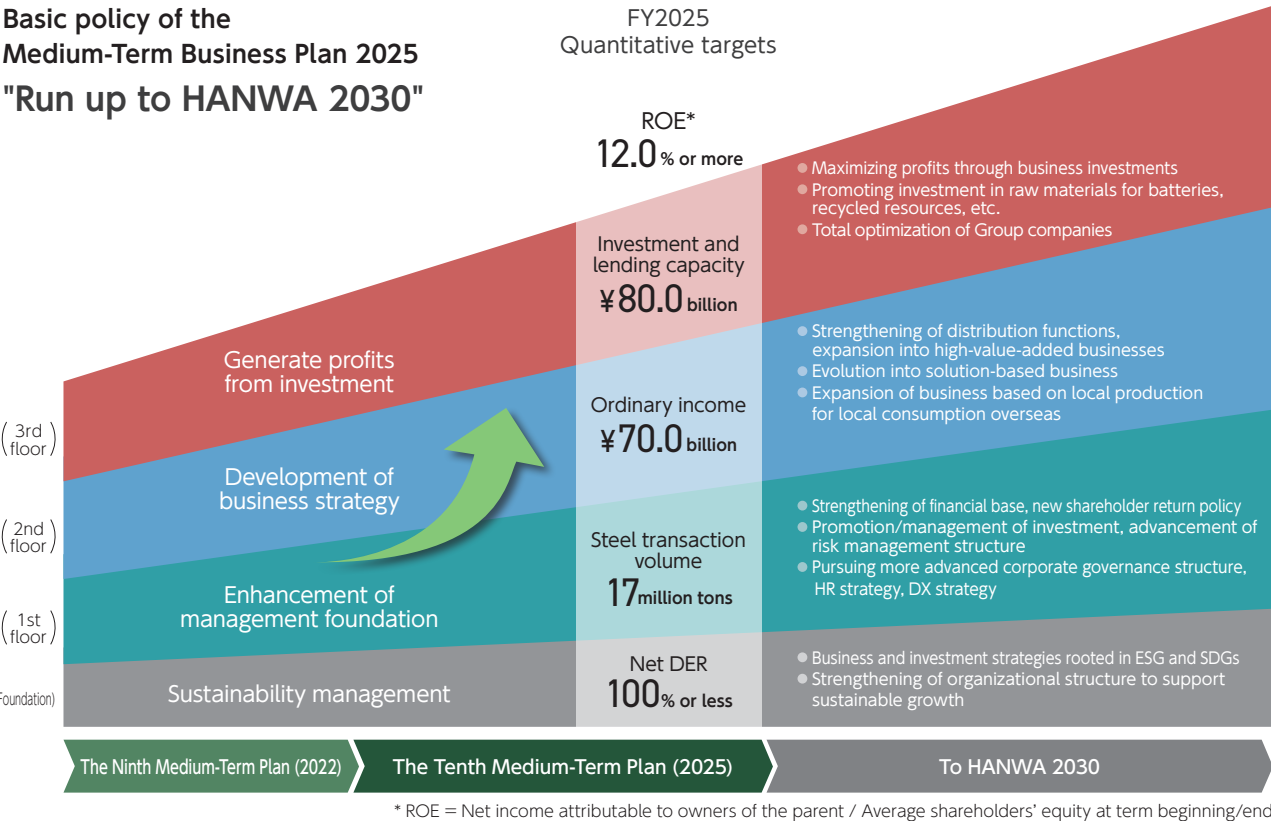 Basic policy of the
Medium-Term Business Plan 2025
"Run up to HANWA 2030"
FY2025
Quantitative targets
ROE*
12.0 % or more
Investment and
lending capacity
¥80.0 billion
Ordinary income
¥70.0 billion
Steel transaction
volume
17 million tons
Net DER
100% or less
(3rd
floor)
Generate profits
from investment
(2nd
floor)
Development of
business strategy
(1st
floor)
Enhancement of
management foundation
Foundation)
Sustainability management
● Maximizing profits through business investments
● Promoting investment in raw materials for batteries,
recycled resources, etc.
● Total optimization of Group companies
● Strengthening of distribution functions,
expansion into high-value-added businesses
● Evolution into solution-based business
● Expansion of business based on local production
for local consumption overseas
● Strengthening of financial base, new shareholder return policy
● Promotion/management of investment, advancement of
risk management structure
● Pursuing more advanced corporate governance structure,
HR strategy, DX strategy
● Business and investment strategies rooted in ESG and SDGs
● Strengthening of organizational structure to support
sustainable growth
The Ninth Medium-Term Plan (2022)
The Tenth Medium-Term Plan (2025)
To HANWA 2030
* ROE = Net income attributable to owners of the parent / Average shareholders' equity at term beginning/end